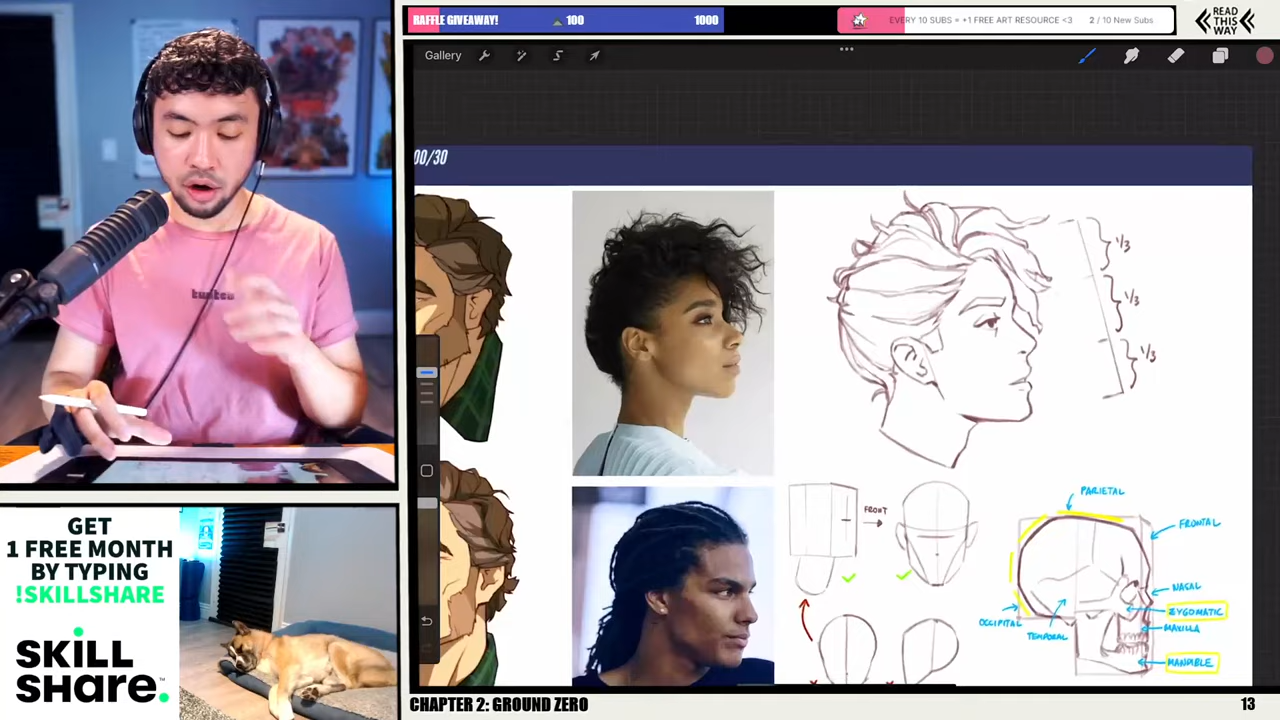 RAFFLE GIVEAWAY!
100
1000
EVERY 10 SUBS = +1 FREE ART RESOURCE <3
2 / 10 New Subs
READ
THIS
WAY
Gallery
00/30
1/3
1/3
1/3
FRONT
PARIETAL
FRONTAL
NASAL
ZYGOMATIC
MAXILLA
MANDIBLE
OCCIPITAL
TEMPORAL
GET
1 FREE MONTH
BY TYPING
!SKILLSHARE
SKILL
SHARE.
CHAPTER 2: GROUND ZERO
13